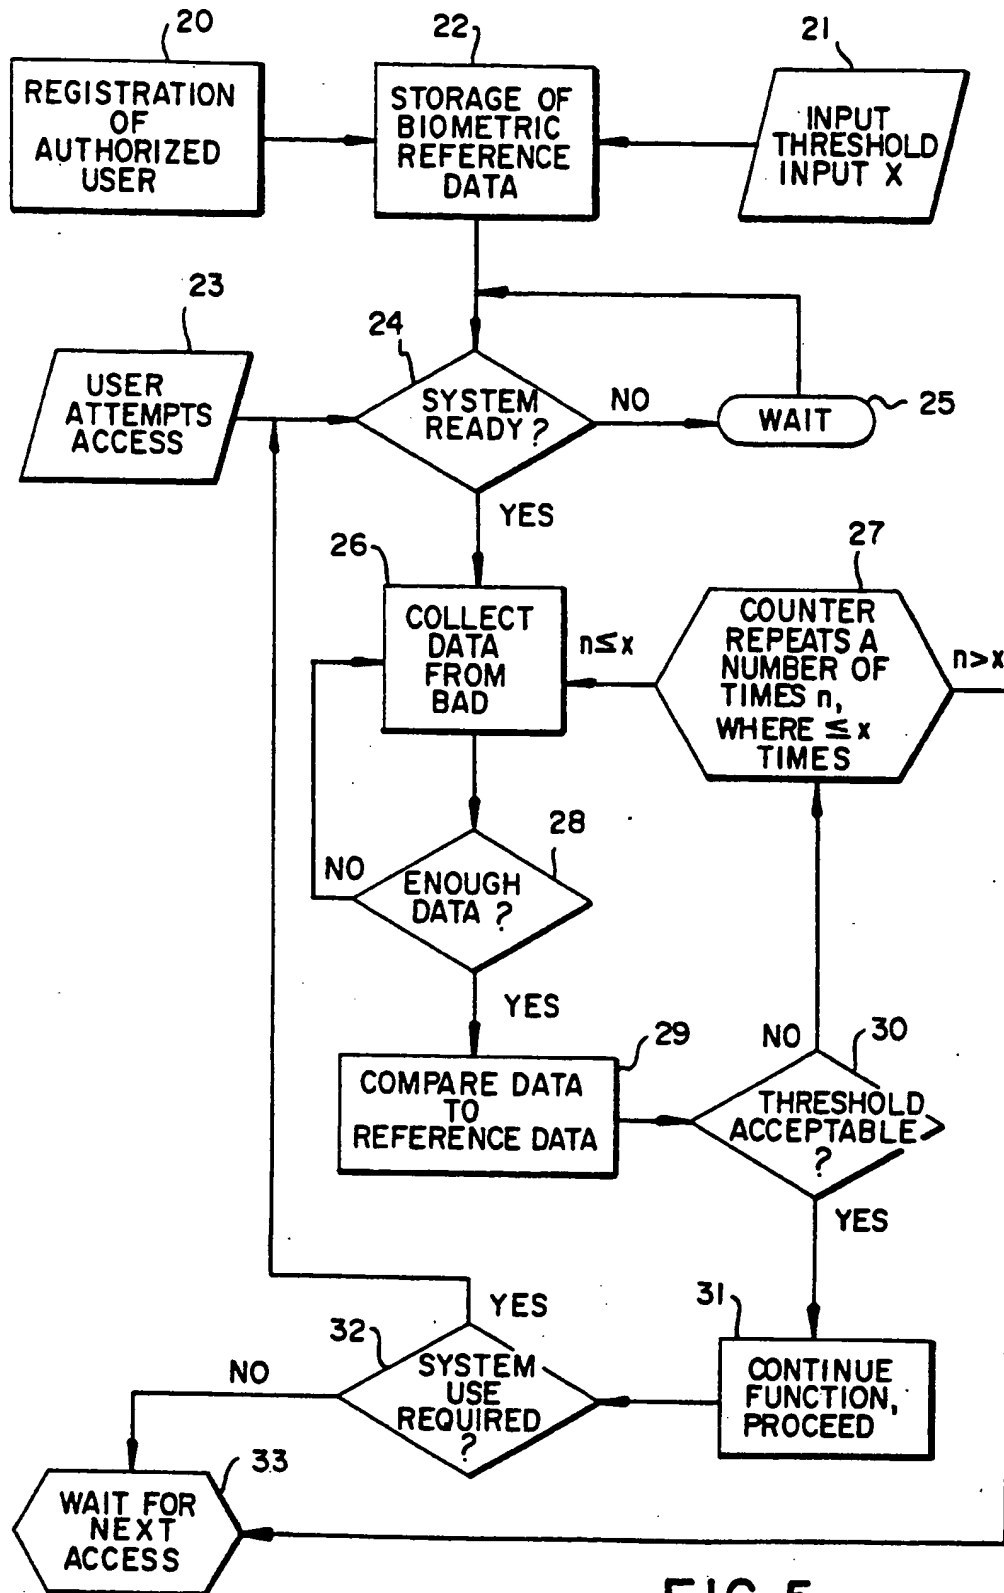 20
22
21
REGISTRATION
OF
AUTHORIZED
USER
STORAGE OF
BIOMETRIC
REFERENCE
DATA
INPUT
THRESHOLD
INPUT X
23
24
USER
ATTEMPTS
ACCESS
SYSTEM
READY ?
NO
WAIT
25
YES
26
27
COLLECT
DATA
FROM
BAD
n≤x
COUNTER
REPEATS A
NUMBER OF
TIMES n,
WHERE ≤x
TIMES
n>x
28
NO
ENOUGH
DATA ?
YES
29
NO
30
COMPARE DATA
TO
REFERENCE DATA
THRESHOLD
ACCEPTABLE
?
YES
YES
31
32
NO
SYSTEM
USE
REQUIRED
?
CONTINUE
FUNCTION,
PROCEED
33
WAIT FOR
NEXT
ACCESS
FIG 5